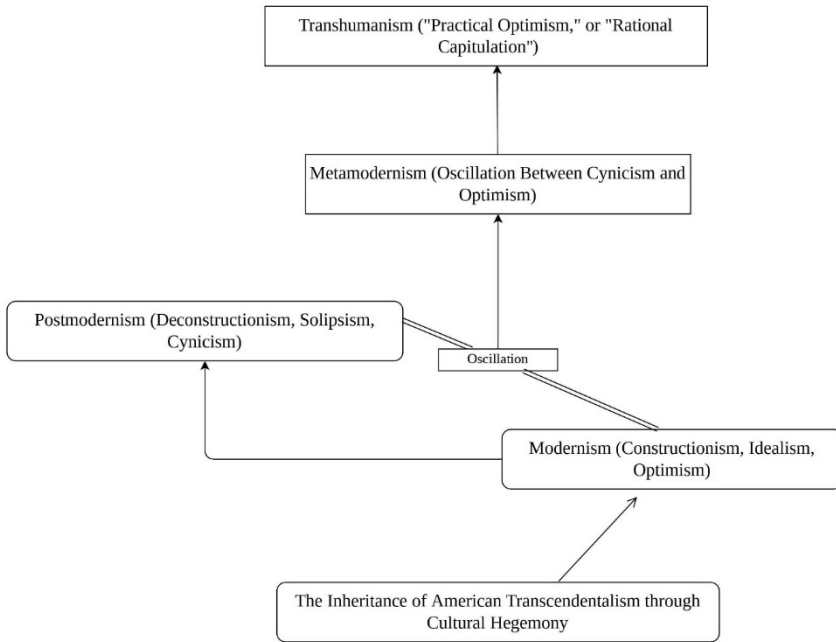 Transhumanism ("Practical Optimism," or "Rational
Capitulation")
Metamodernism (Oscillation Between Cynicism and
Optimism)
Postmodernism (Deconstructionism, Solipsism,
Cynicism)
Oscillation
Modernism (Constructionism, Idealism,
Optimism)
The Inheritance of American Transcendentalism through
Cultural Hegemony